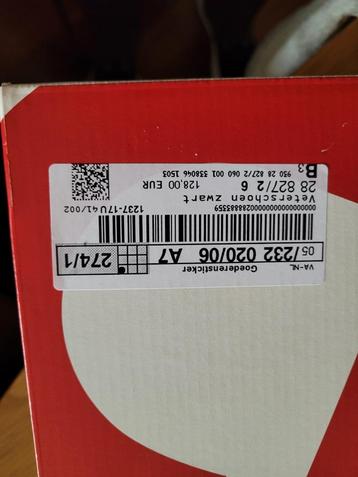 VA-NL Goederensticker
05/232 020/06 A7 274/1
00000000000000000028883559
Veterschoen zwart 1237-17U 41/002
28 827/2 6 128.00 EUR
B3 950 28 827/2 060 001 558046 1503